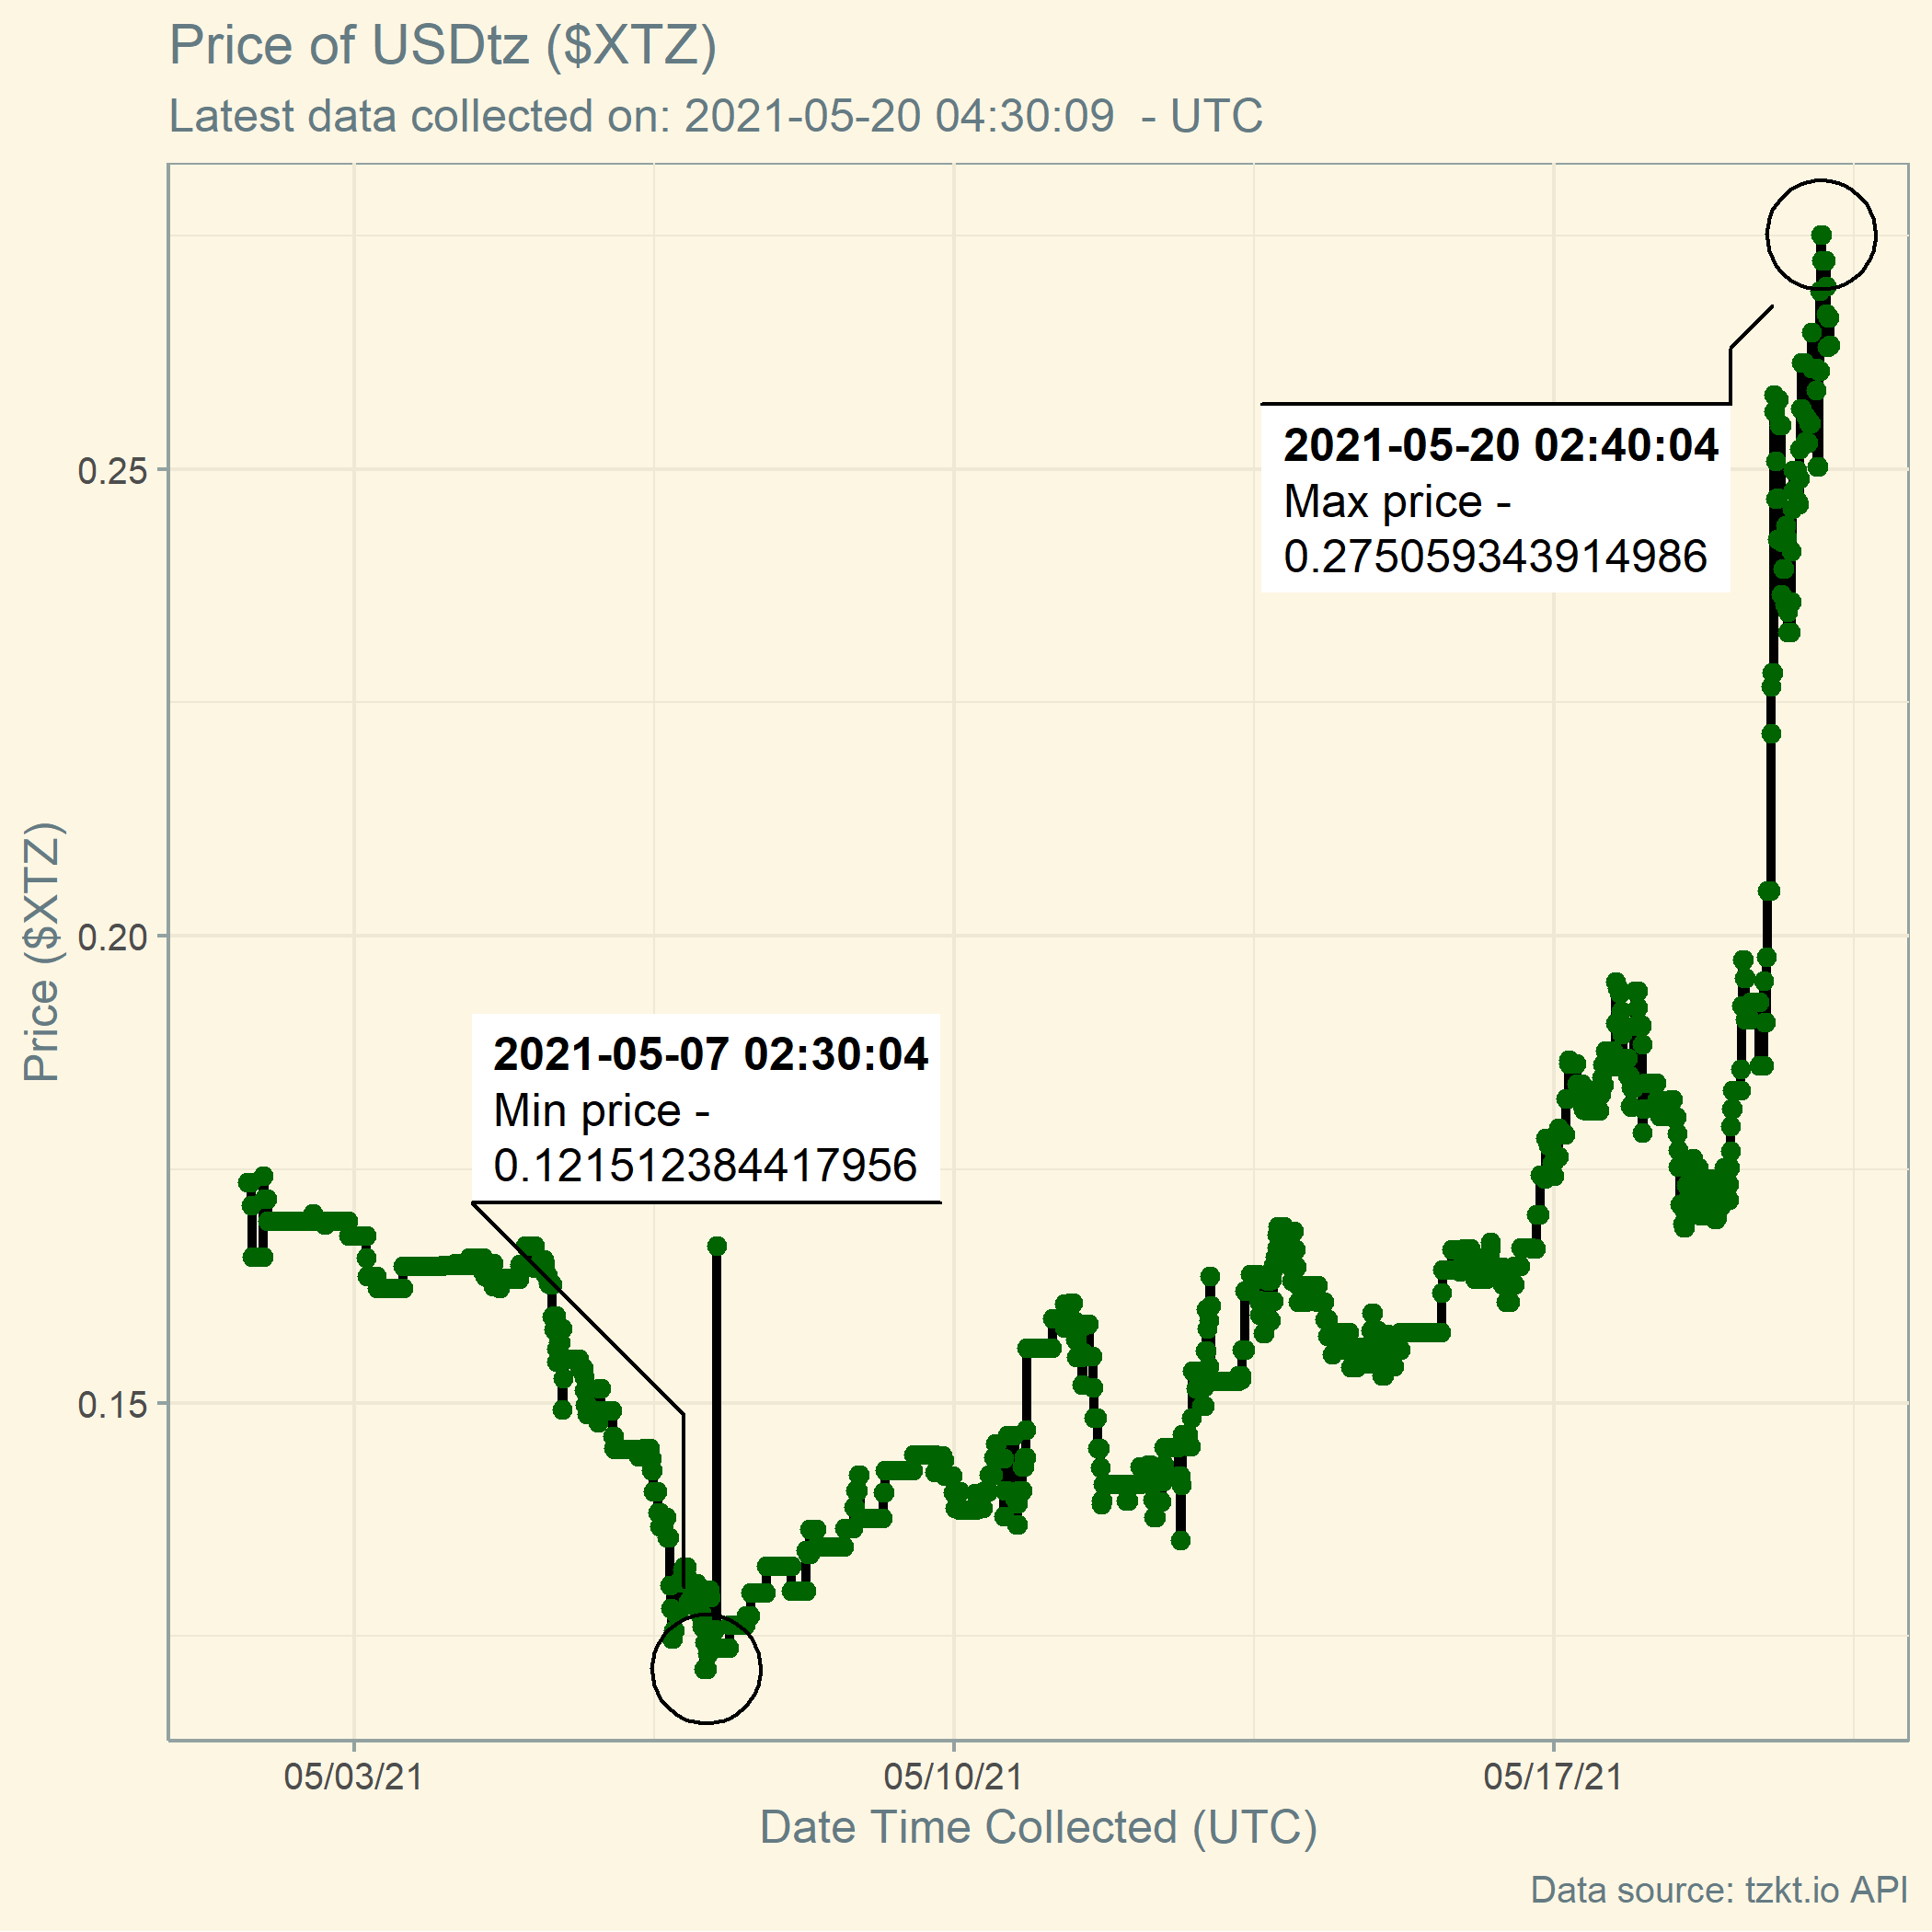 Price of USDtz ($XTZ)
Latest data collected on: 2021-05-20 04:30:09  - UTC
2021-05-20 02:40:04
Max price -
0.275059343914986
0.25
0.20
0.15
Price ($XTZ)
2021-05-07 02:30:04
Min price -
0.121512384417956
05/03/21
05/10/21
05/17/21
Date Time Collected (UTC)
Data source: tzkt.io API